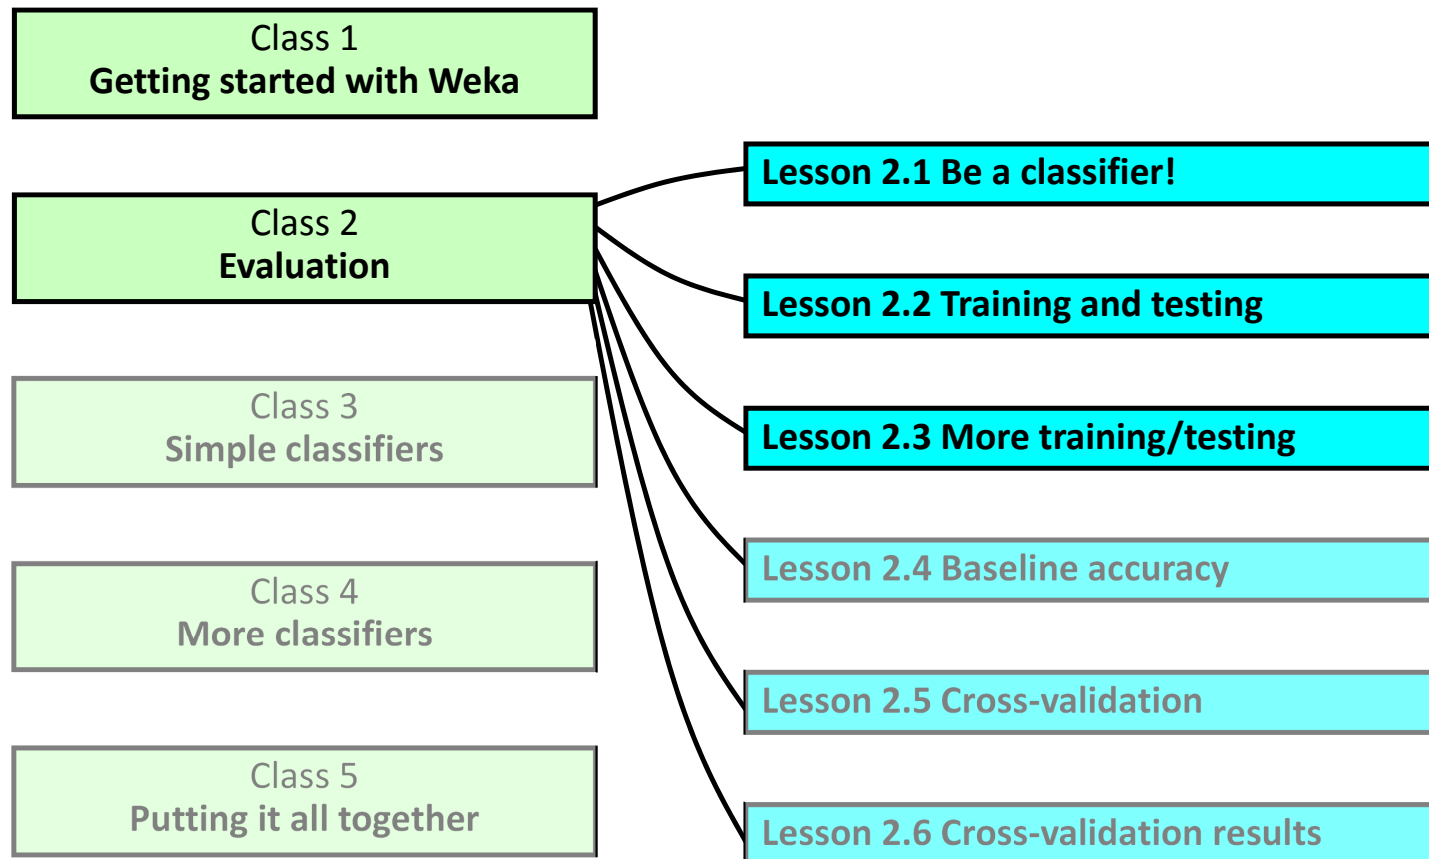 Class 1
Getting started with Weka
Class 2
Evaluation
Class 3
Simple classifiers
Class 4
More classifiers
Class 5
Putting it all together
Lesson 2.1 Be a classifier!
Lesson 2.2 Training and testing
Lesson 2.3 More training/testing
Lesson 2.4 Baseline accuracy
Lesson 2.5 Cross-validation
Lesson 2.6 Cross-validation results